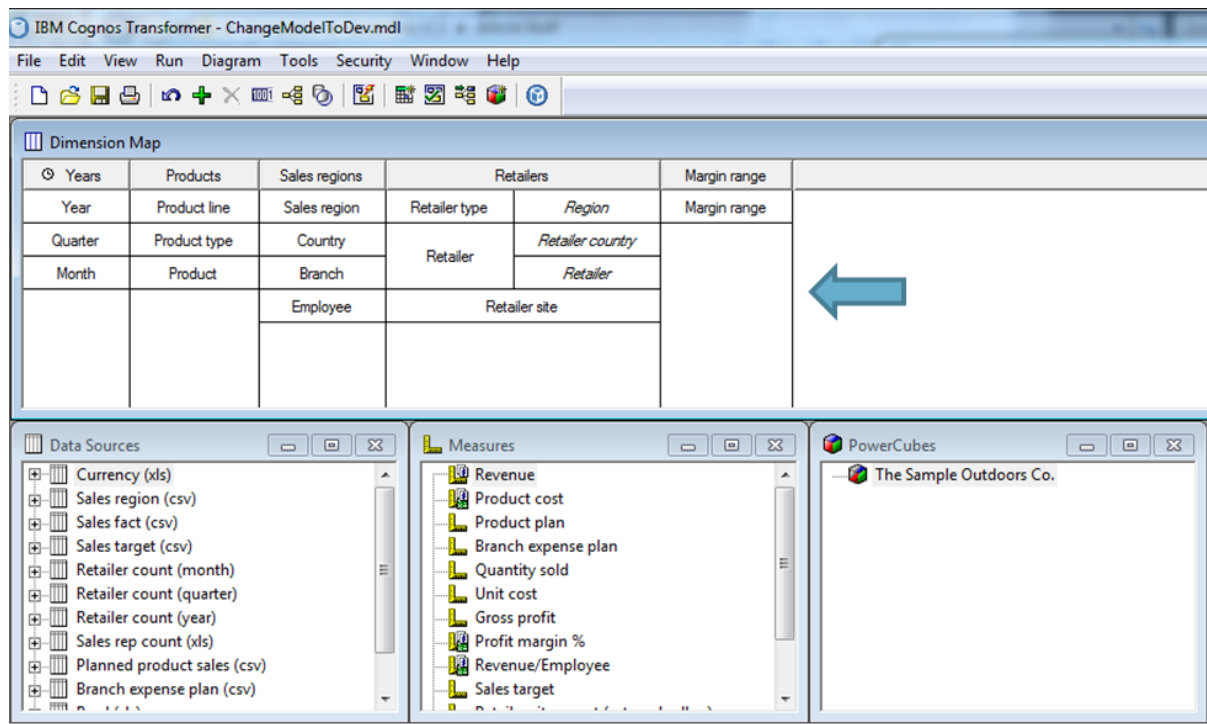 IBM Cognos Transformer - ChangeModelToDev.mdl
File Edit View Run Diagram Tools Security Window Help
Dimension Map
Years Products Sales regions Retailers Margin range
Year Product line Sales region Retailer type Region Margin range
Quarter Product type Country Retailer Retailer country
Month Product Branch Retailer
Employee Retailer site
Data Sources
Currency (xls)
Sales region (csv)
Sales fact (csv)
Sales target (csv)
Retailer count (month)
Retailer count (quarter)
Retailer count (year)
Sales rep count (xls)
Planned product sales (csv)
Branch expense plan (csv)
Measures
Revenue
Product cost
Product plan
Branch expense plan
Quantity sold
Unit cost
Gross profit
Profit margin %
Revenue/Employee
Sales target
PowerCubes
The Sample Outdoors Co.